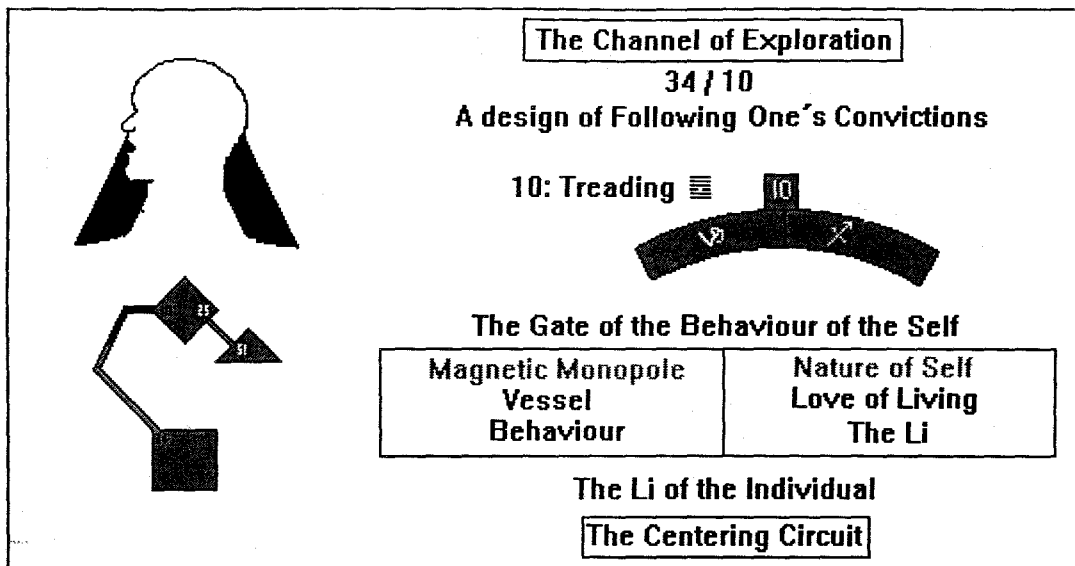 The Channel of Exploration
34 / 10
A design of Following One´s Convictions
10: Treading ䷉
10
The Gate of the Behaviour of the Self
Magnetic Monopole
Vessel
Behaviour
Nature of Self
Love of Living
The Li
The Li of the Individual
The Centering Circuit
25
51